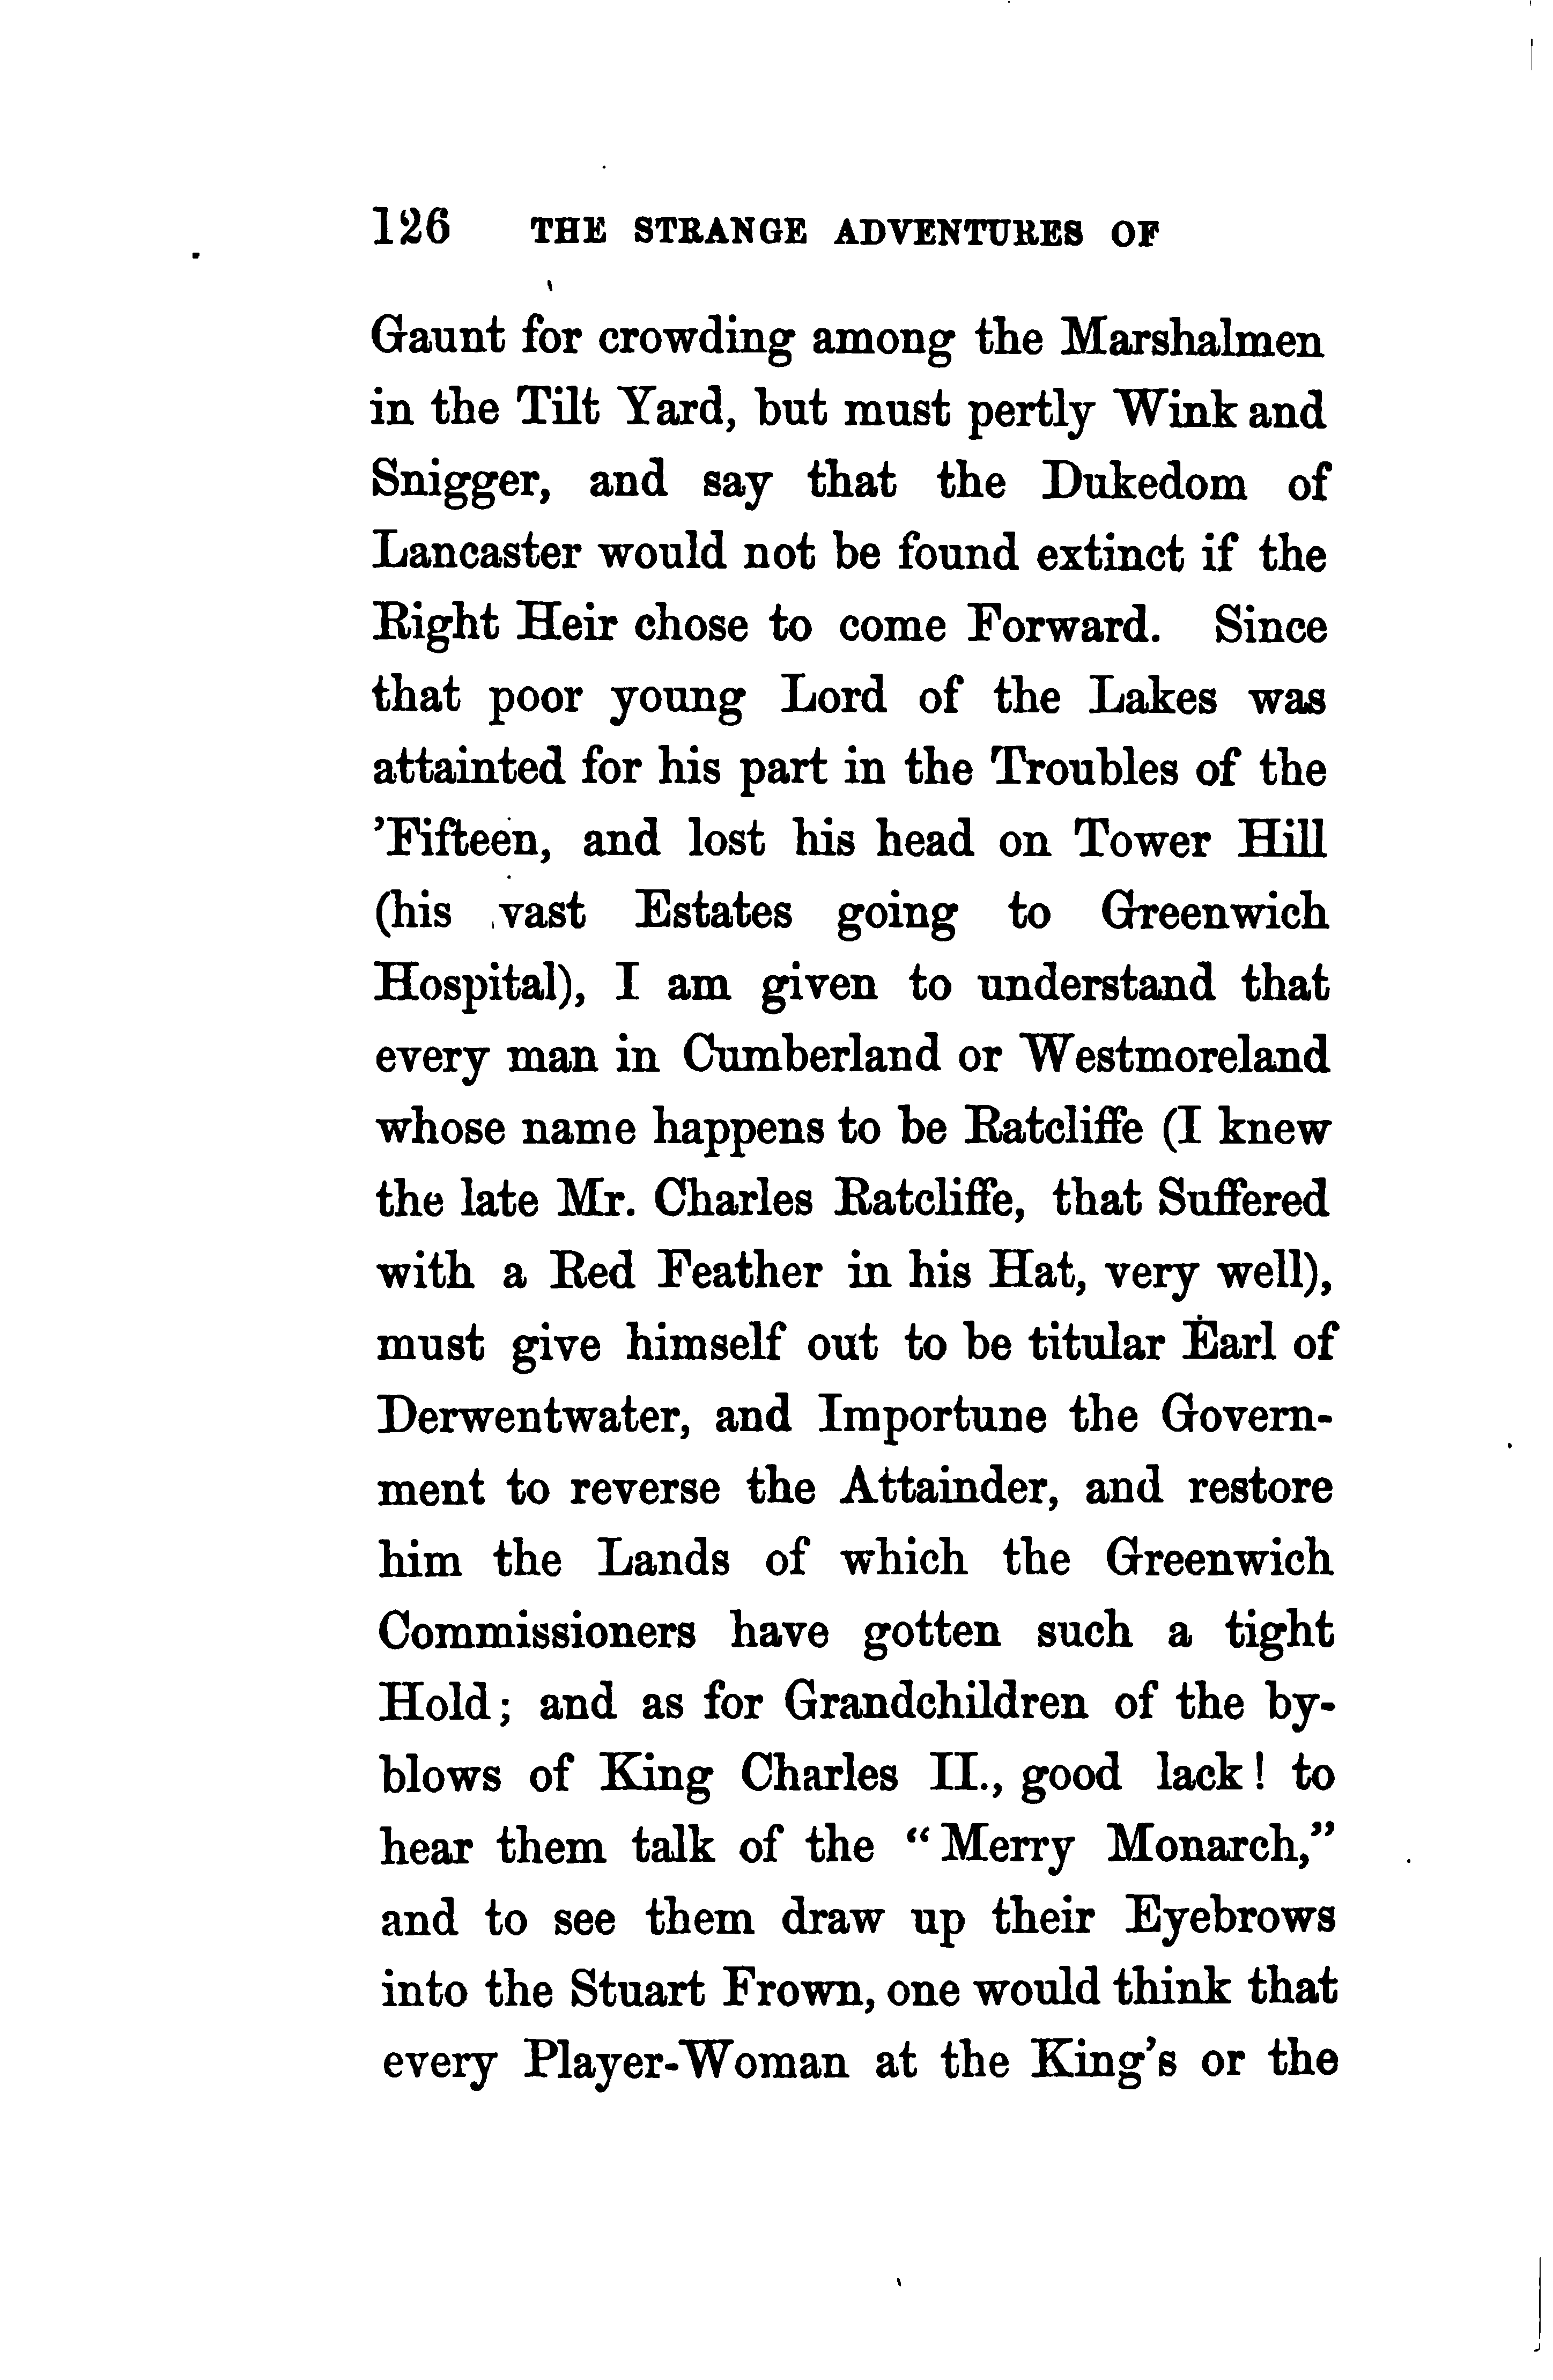 126 THE STRANGE ADVENTURES OF
Gaunt for crowding among the Marshalmen
in the Tilt Yard, but must pertly Wink and
Snigger, and say that the Dukedom of
Lancaster would not be found extinct if the
Right Heir chose to come Forward. Since
that poor young Lord of the Lakes was
attainted for his part in the Troubles of the
’Fifteen, and lost his head on Tower Hill
(his vast Estates going to Greenwich
Hospital), I am given to understand that
every man in Cumberland or Westmoreland
whose name happens to be Ratcliffe (I knew
the late Mr. Charles Ratcliffe, that Suffered
with a Red Feather in his Hat, very well),
must give himself out to be titular Earl of
Derwentwater, and Importune the Govern-
ment to reverse the Attainder, and restore
him the Lands of which the Greenwich
Commissioners have gotten such a tight
Hold; and as for Grandchildren of the by-
blows of King Charles II., good lack! to
hear them talk of the “Merry Monarch,”
and to see them draw up their Eyebrows
into the Stuart Frown, one would think that
every Player-Woman at the King’s or the